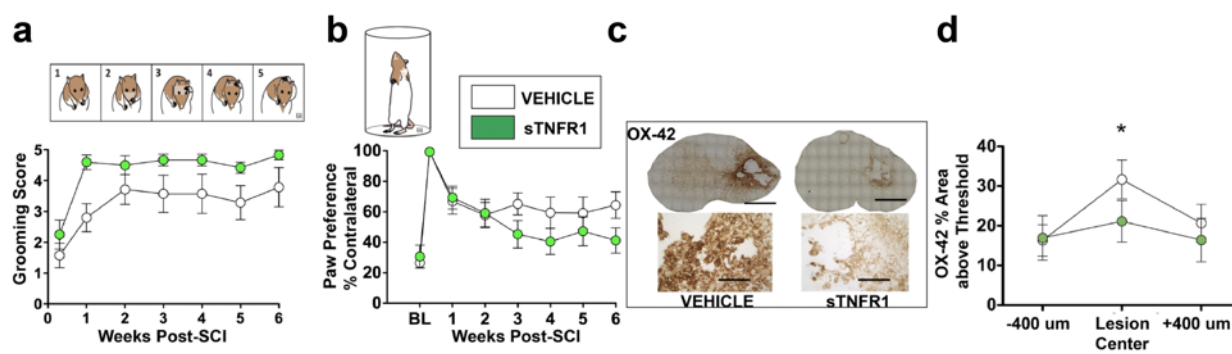 a
1 2 3 4 5
Grooming Score
5
4
3
2
1
0
0 1 2 3 4 5 6
Weeks Post-SCI
b
VEHICLE
sTNFR1
Paw Preference
% Contralateral
100
80
60
40
20
0
BL 1 2 3 4 5 6
Weeks Post-SCI
c
OX-42
VEHICLE sTNFR1
d
OX-42 % Area
above Threshold
40
30
20
10
0
*
-400 um Lesion +400 um
Center